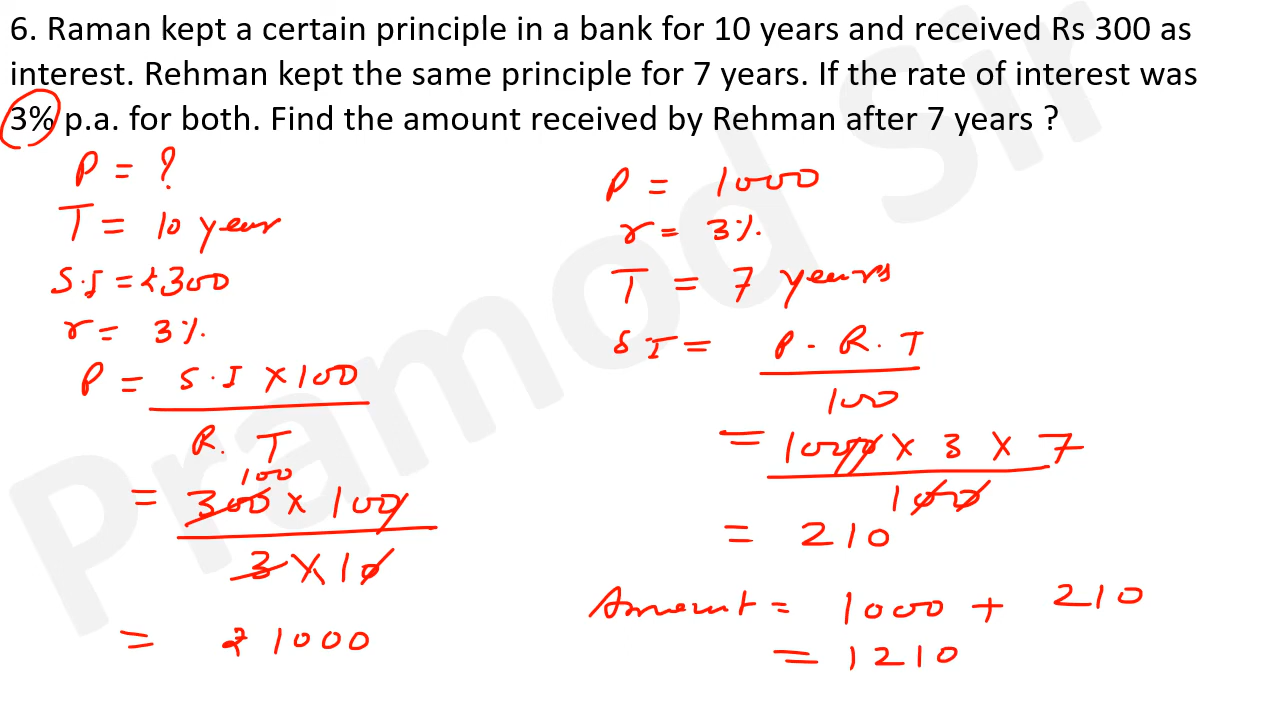 6. Raman kept a certain principle in a bank for 10 years and received Rs 300 as
interest. Rehman kept the same principle for 7 years. If the rate of interest was
3% p.a. for both. Find the amount received by Rehman after 7 years ?
P = ?
T = 10 year
S.I = ₹300
r = 3%
P = S.I × 100
R. T
100
= 300 × 100
3 × 10
= ₹ 1000
P = 1000
r = 3%
T = 7 years
S I = P . R . T
100
= 1000 × 3 × 7
100
= 210
Amount = 1000 + 210
= 1210
Pramod Sir